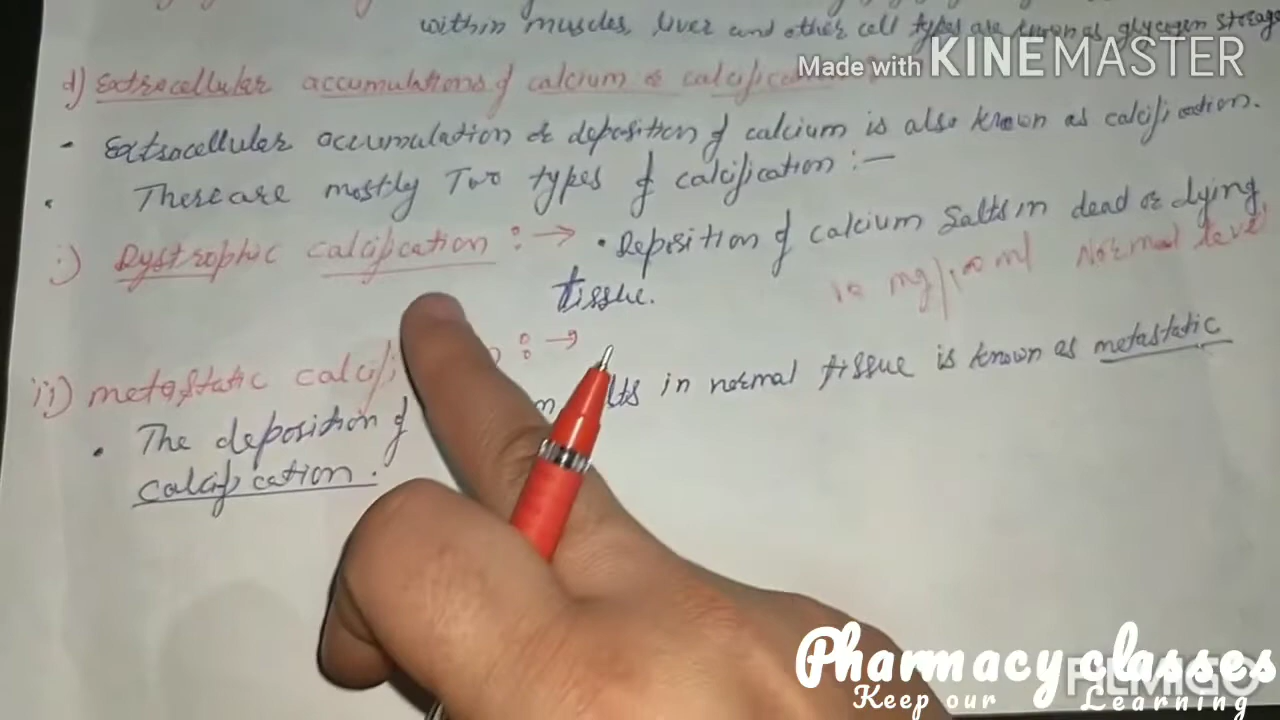 within muscles, liver and other cell types are known as glycogen storage
Made with KINEMASTER
d) Extracellular accumulations of calcium or
• Extracellular accumulation or deposition of calcium is also known as calcification.
• There are mostly Two types of calcification :—
i) Dystrophic calcification :→ • Deposition of calcium salts in dead or dying
tissue.
10 mg/100 ml Normal level
ii) metastatic :→
• The deposition of in normal tissue is known as metastatic
calcification.
Pharmacy classes
FILMIGO
Keep our Learning